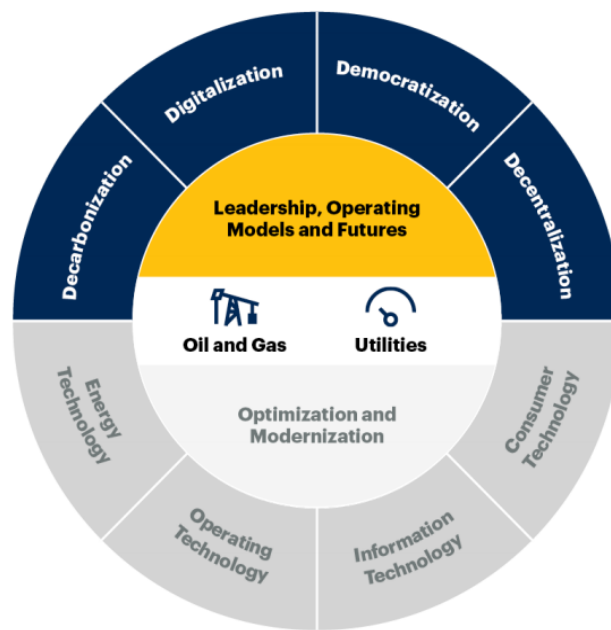 Digitalization
Democratization
Decarbonization
Decentralization
Leadership, Operating
Models and Futures
Oil and Gas
Utilities
Optimization and
Modernization
Energy
Technology
Operating
Technology
Information
Technology
Consumer
Technology